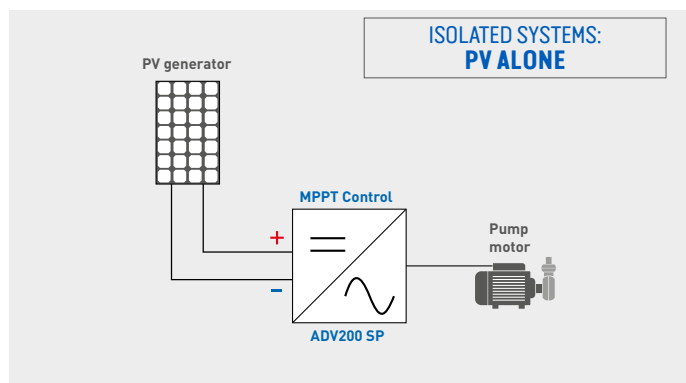 ISOLATED SYSTEMS:
PV ALONE
PV generator
MPPT Control
+
−
Pump
motor
ADV200 SP